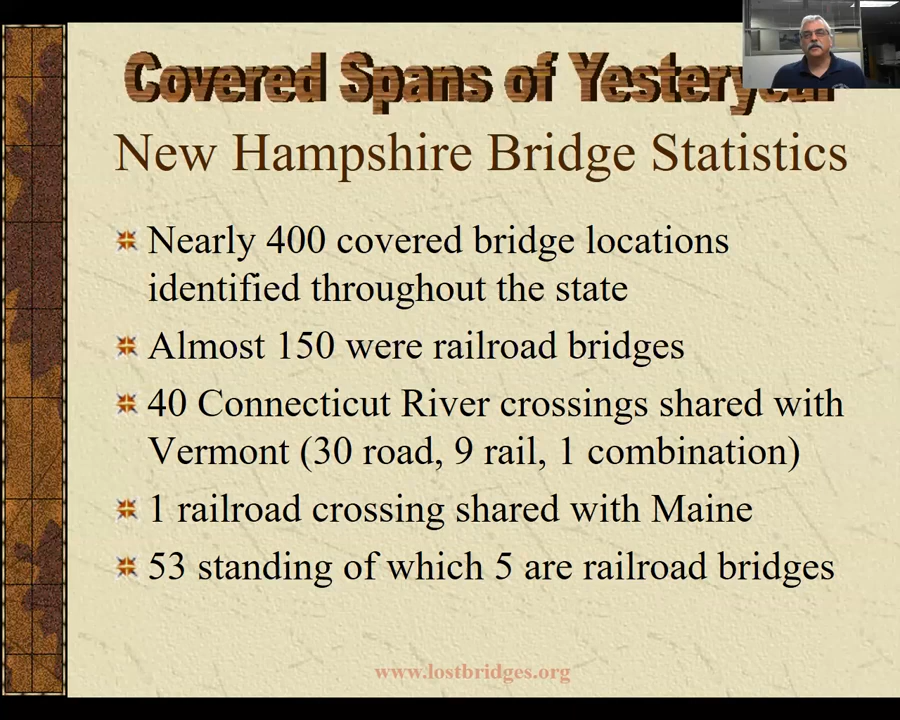 Covered Spans of Yesteryear
New Hampshire Bridge Statistics
Nearly 400 covered bridge locations
identified throughout the state
Almost 150 were railroad bridges
40 Connecticut River crossings shared with
Vermont (30 road, 9 rail, 1 combination)
1 railroad crossing shared with Maine
53 standing of which 5 are railroad bridges
www.lostbridges.org